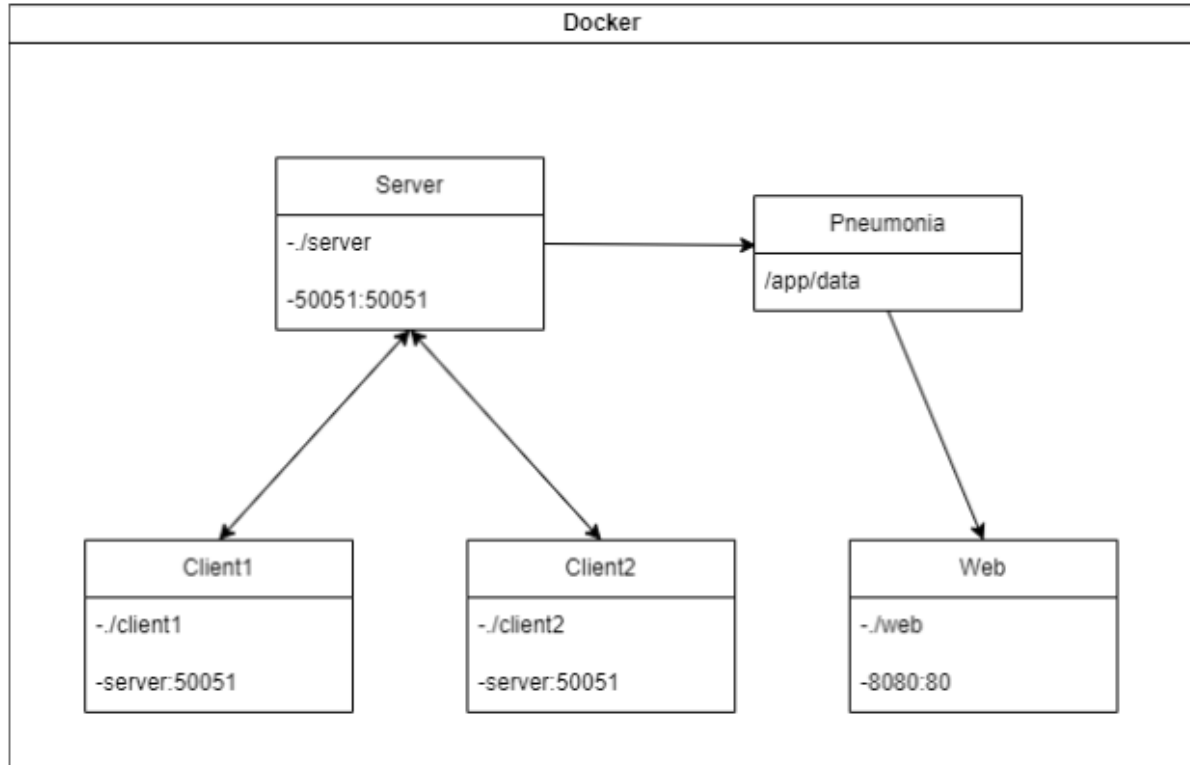 Docker
Server
-./server
-50051:50051
Pneumonia
/app/data
Client1
-./client1
-server:50051
Client2
-./client2
-server:50051
Web
-./web
-8080:80